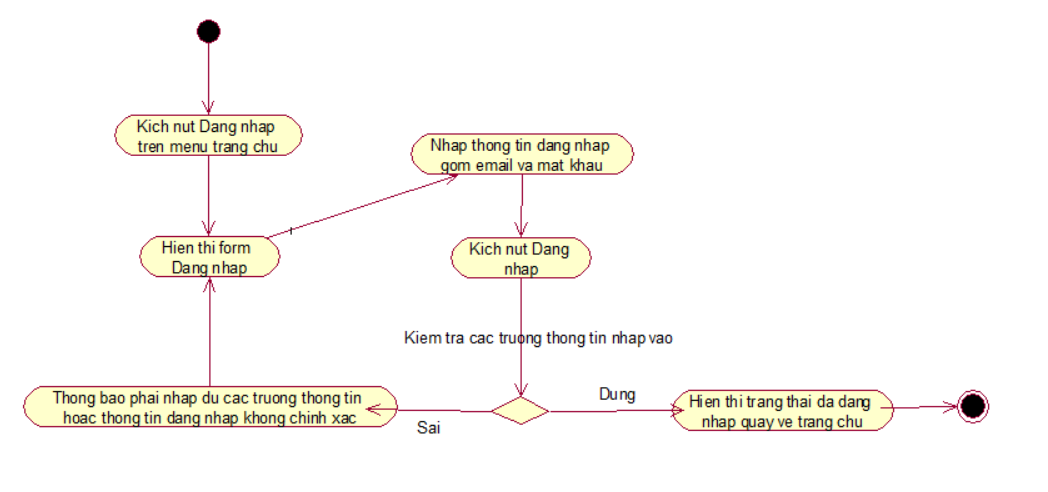 Kich nut Dang nhap
tren menu trang chu
Nhap thong tin dang nhap
gom email va mat khau
Hien thi form
Dang nhap
Kich nut Dang
nhap
Kiem tra cac truong thong tin nhap vao
Thong bao phai nhap du cac truong thong tin
hoac thong tin dang nhap khong chinh xac
Sai
Dung
Hien thi trang thai da dang
nhap quay ve trang chu